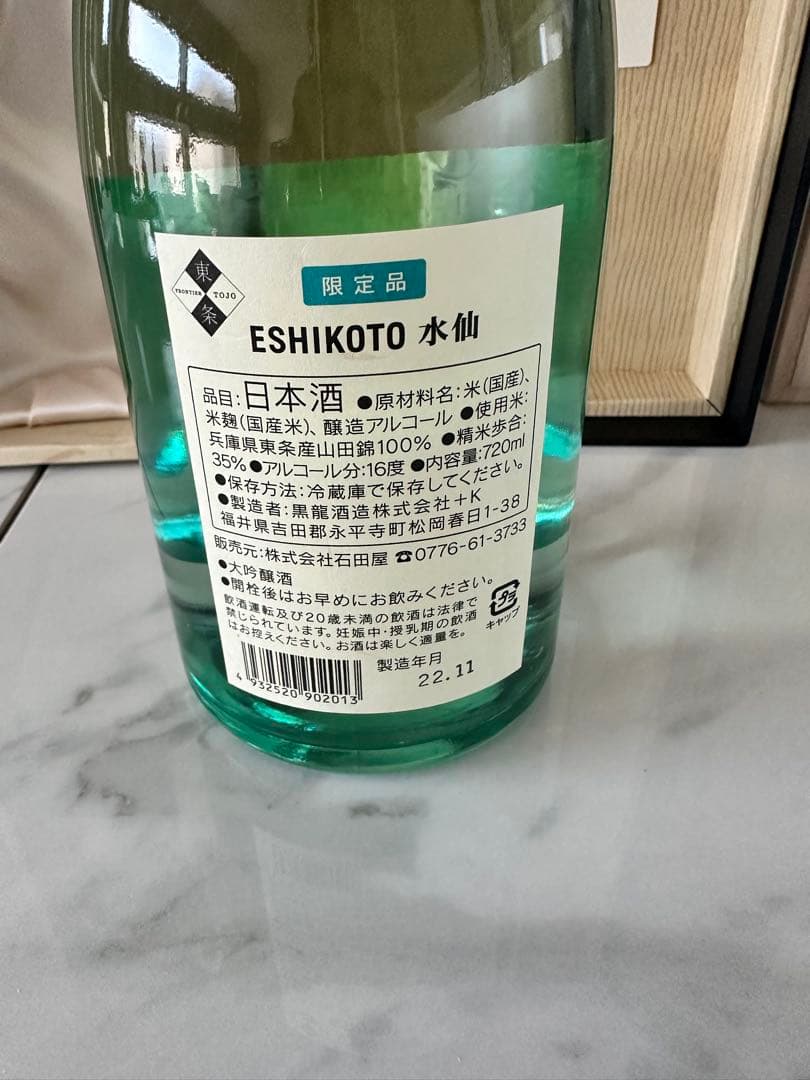 東
FRONTIER TOJO
条
限定品
ESHIKOTO 水仙
品目:日本酒 ●原材料名:米(国産)、
米麹(国産米)、醸造アルコール ●使用米:
兵庫県東条産山田錦100% ●精米歩合:
35% ●アルコール分:16度 ●内容量:720ml
●保存方法:冷蔵庫で保存してください。
●製造者:黒龍酒造株式会社+K
福井県吉田郡永平寺町松岡春日1-38
販売元:株式会社石田屋 ☎0776-61-3733
●大吟醸酒
●開栓後はお早めにお飲みください。
飲酒運転及び20歳未満の飲酒は法律で
禁じられています。妊娠中・授乳期の飲酒
はお控えください。お酒は楽しく適量を。
タミ
キャップ
4 932520 902013
製造年月
22.11